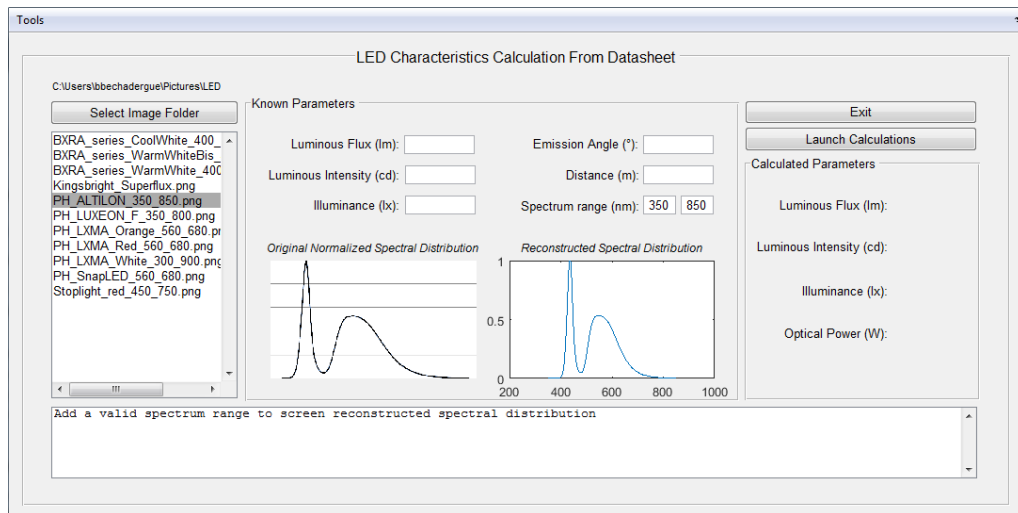 Tools
LED Characteristics Calculation From Datasheet
C:\Users\bbechadergue\Pictures\LED
Select Image Folder
BXRA_series_CoolWhite_400_
BXRA_series_WarmWhiteBis_
BXRA_series_WarmWhite_400
Kingsbright_Superflux.png
PH_ALTILON_350_850.png
PH_LUXEON_F_350_800.png
PH_LXMA_Orange_560_680.pr
PH_LXMA_Red_560_680.png
PH_LXMA_White_300_900.png
PH_SnapLED_560_680.png
Stoplight_red_450_750.png
Known Parameters
Luminous Flux (lm):
Emission Angle (°):
Luminous Intensity (cd):
Distance (m):
Illuminance (lx):
Spectrum range (nm): 350 850
Original Normalized Spectral Distribution
Reconstructed Spectral Distribution
1
0.5
0
200 400 600 800 1000
Exit
Launch Calculations
Calculated Parameters
Luminous Flux (lm):
Luminous Intensity (cd):
Illuminance (lx):
Optical Power (W):
Add a valid spectrum range to screen reconstructed spectral distribution